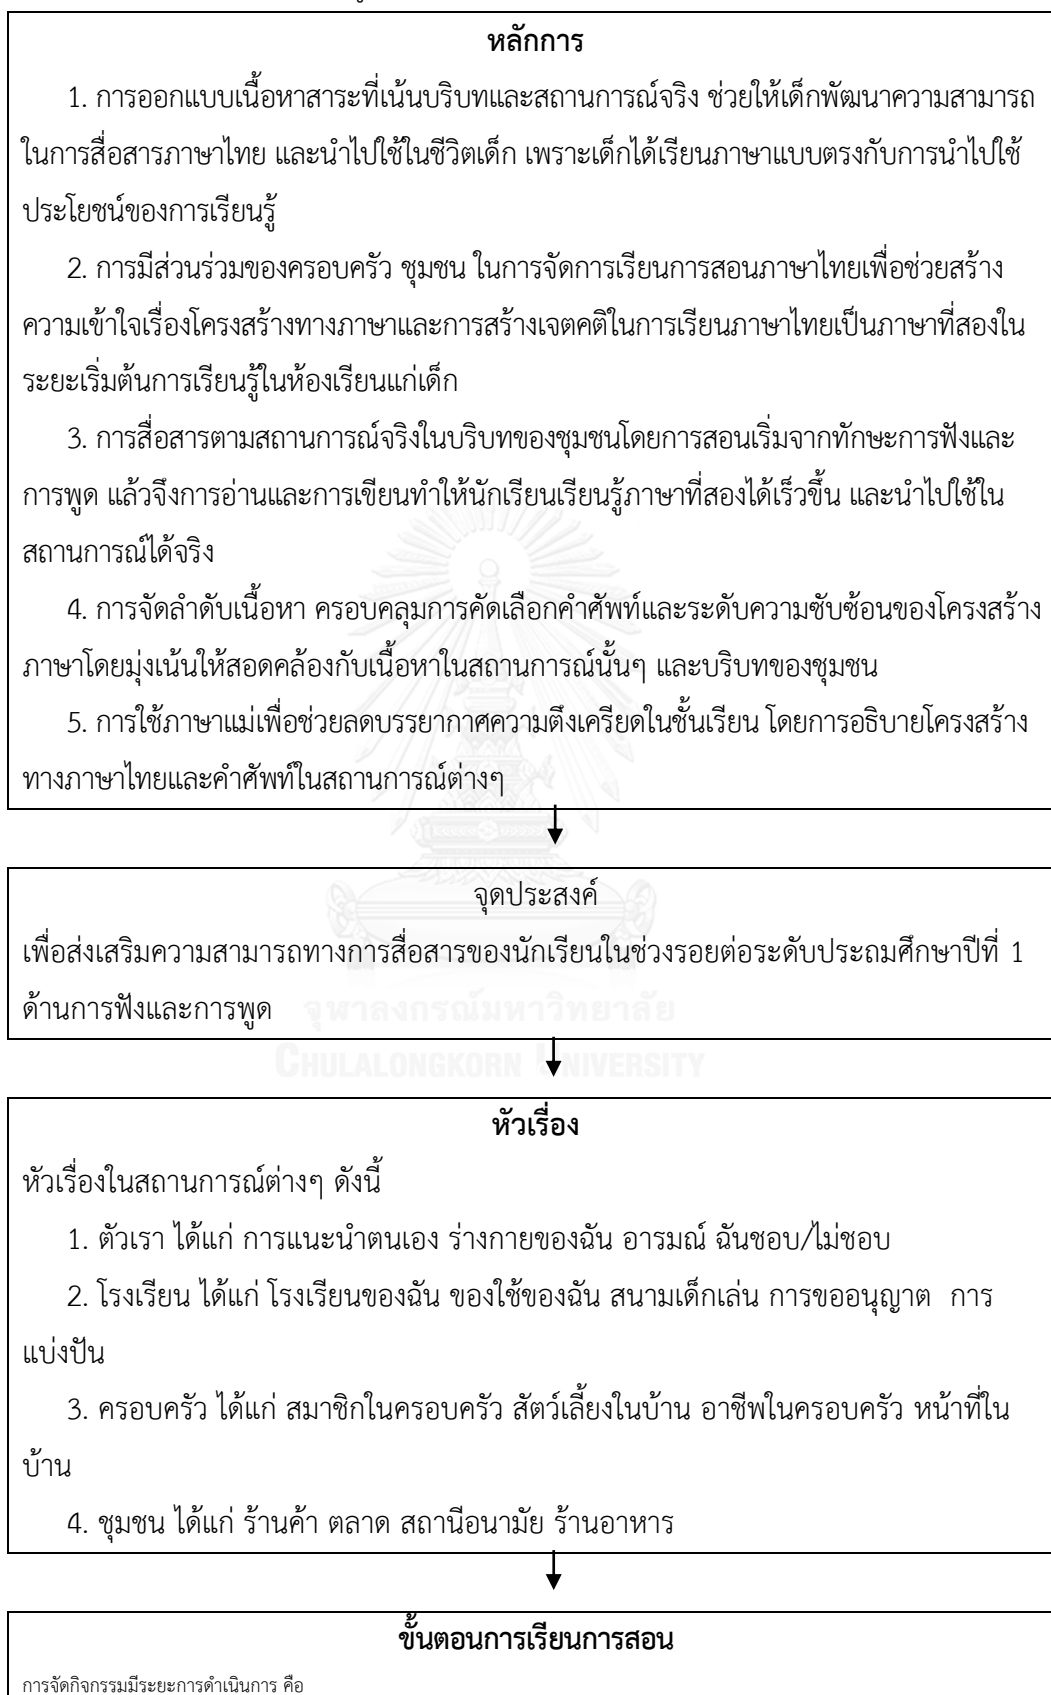 หลักการ
1. การออกแบบเนื้อหาสาระที่เน้นบริบทและสถานการณ์จริง ช่วยให้เด็กพัฒนาความสามารถ
ในการสื่อสารภาษาไทย และนำไปใช้ในชีวิตเด็ก เพราะเด็กได้เรียนภาษาแบบตรงกับการนำไปใช้
ประโยชน์ของการเรียนรู้
2. การมีส่วนร่วมของครอบครัว ชุมชน ในการจัดการเรียนการสอนภาษาไทยเพื่อช่วยสร้าง
ความเข้าใจเรื่องโครงสร้างทางภาษาและการสร้างเจตคติในการเรียนภาษาไทยเป็นภาษาที่สองใน
ระยะเริ่มต้นการเรียนรู้ในห้องเรียนแก่เด็ก
3. การสื่อสารตามสถานการณ์จริงในบริบทของชุมชนโดยการสอนเริ่มจากทักษะการฟังและ
การพูด แล้วจึงการอ่านและการเขียนทำให้นักเรียนเรียนรู้ภาษาที่สองได้เร็วขึ้น และนำไปใช้ใน
สถานการณ์ได้จริง
4. การจัดลำดับเนื้อหา ครอบคลุมการคัดเลือกคำศัพท์และระดับความซับซ้อนของโครงสร้าง
ภาษาโดยมุ่งเน้นให้สอดคล้องกับเนื้อหาในสถานการณ์นั้นๆ และบริบทของชุมชน
5. การใช้ภาษาแม่เพื่อช่วยลดบรรยากาศความตึงเครียดในชั้นเรียน โดยการอธิบายโครงสร้าง
ทางภาษาไทยและคำศัพท์ในสถานการณ์ต่างๆ
จุดประสงค์
เพื่อส่งเสริมความสามารถทางการสื่อสารของนักเรียนในช่วงรอยต่อระดับประถมศึกษาปีที่ 1
ด้านการฟังและการพูด
จุฬาลงกรณ์มหาวิทยาลัย
CHULALONGKORN UNIVERSITY
หัวเรื่อง
หัวเรื่องในสถานการณ์ต่างๆ ดังนี้
1. ตัวเรา ได้แก่ การแนะนำตนเอง ร่างกายของฉัน อารมณ์ ฉันชอบ/ไม่ชอบ
2. โรงเรียน ได้แก่ โรงเรียนของฉัน ของใช้ของฉัน สนามเด็กเล่น การขออนุญาต การ
แบ่งปัน
3. ครอบครัว ได้แก่ สมาชิกในครอบครัว สัตว์เลี้ยงในบ้าน อาชีพในครอบครัว หน้าที่ใน
บ้าน
4. ชุมชน ได้แก่ ร้านค้า ตลาด สถานีอนามัย ร้านอาหาร
ขั้นตอนการเรียนการสอน
การจัดกิจกรรมมีระยะการดำเนินการ คือ